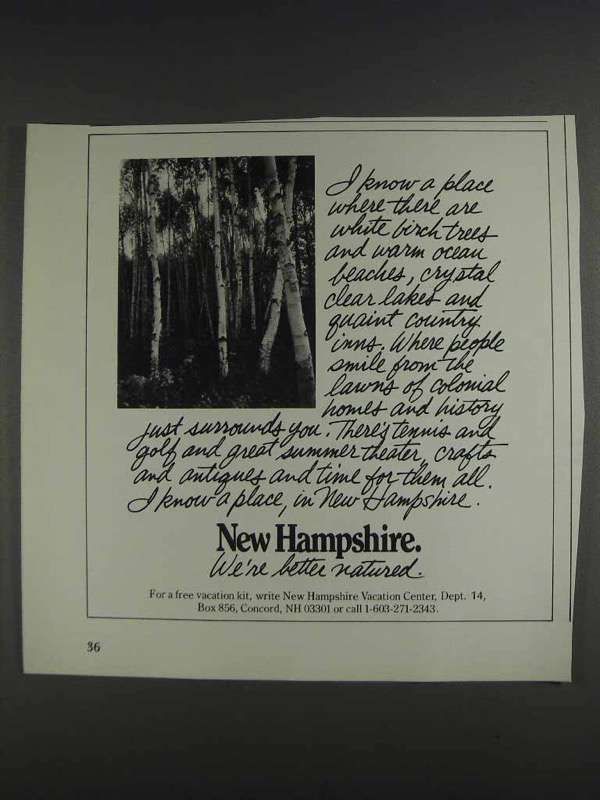 I know a place
where there are
white birch trees
and warm ocean
beaches, crystal
clear lakes and
quaint country
inns. Where people
smile from the
lawns of colonial
homes and history
just surrounds you. There's tennis and
golf and great summer theater, crafts
and antiques and time for them all.
I know a place, in New Hampshire.
New Hampshire.
We're better natured.
For a free vacation kit, write New Hampshire Vacation Center, Dept. 14,
Box 856, Concord, NH 03301 or call 1-603-271-2343.
36